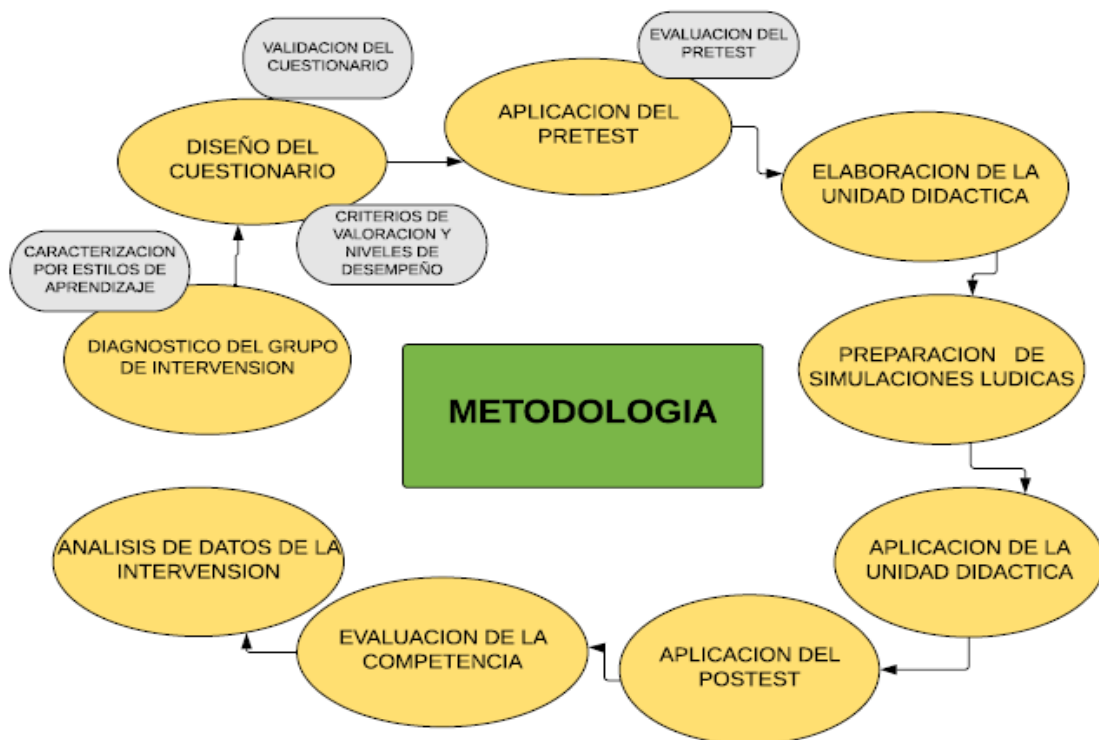 VALIDACION DEL
CUESTIONARIO
EVALUACION DEL
PRETEST
DISEÑO DEL
CUESTIONARIO
APLICACION DEL
PRETEST
ELABORACION DE LA
UNIDAD DIDACTICA
CRITERIOS DE
VALORACION Y
NIVELES DE
DESEMPEÑO
CARACTERIZACION
POR ESTILOS DE
APRENDIZAJE
DIAGNOSTICO DEL GRUPO
DE INTERVENSION
PREPARACION DE
SIMULACIONES LUDICAS
METODOLOGIA
ANALISIS DE DATOS DE LA
INTERVENSION
APLICACION DE LA
UNIDAD DIDACTICA
EVALUACION DE LA
COMPETENCIA
APLICACION DEL
POSTEST